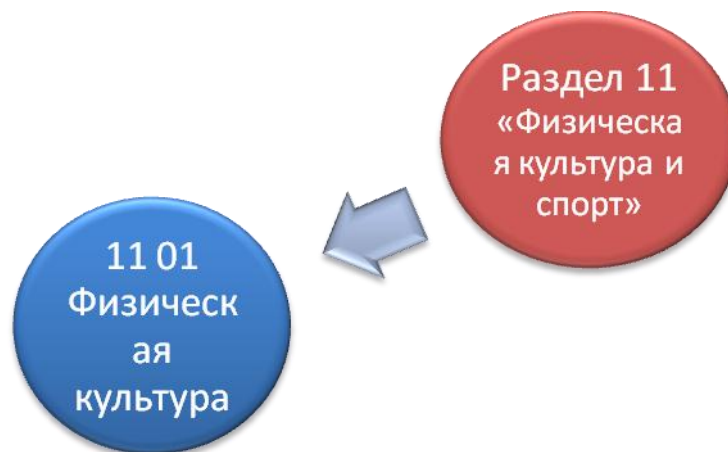 Раздел 11
«Физическа
я культура и
спорт»
11 01
Физическ
ая
культура